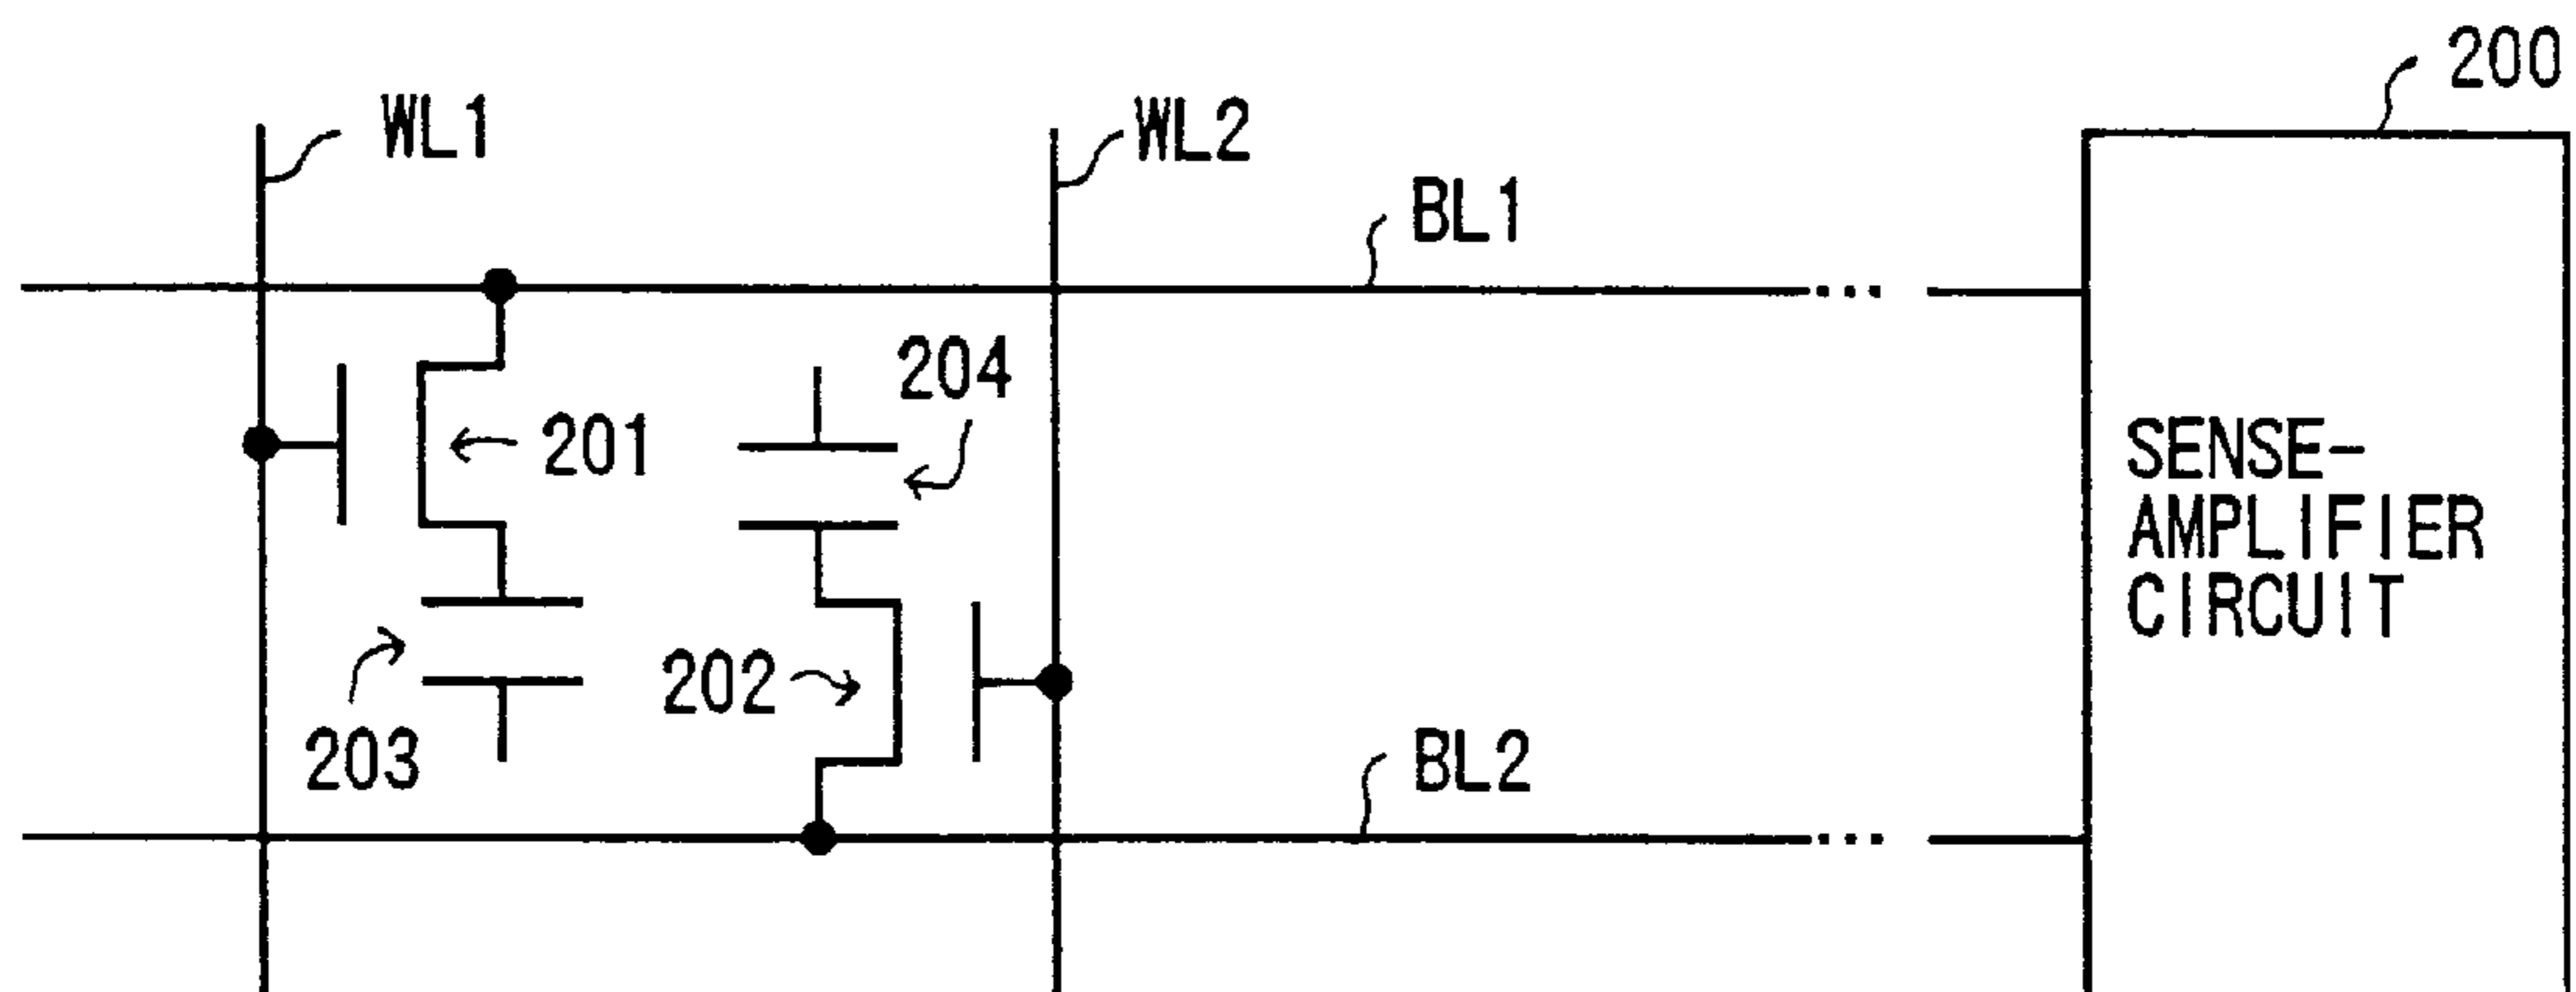 200
WL1
WL2
BL1
204
201
SENSE-
AMPLIFIER
CIRCUIT
202
203
BL2